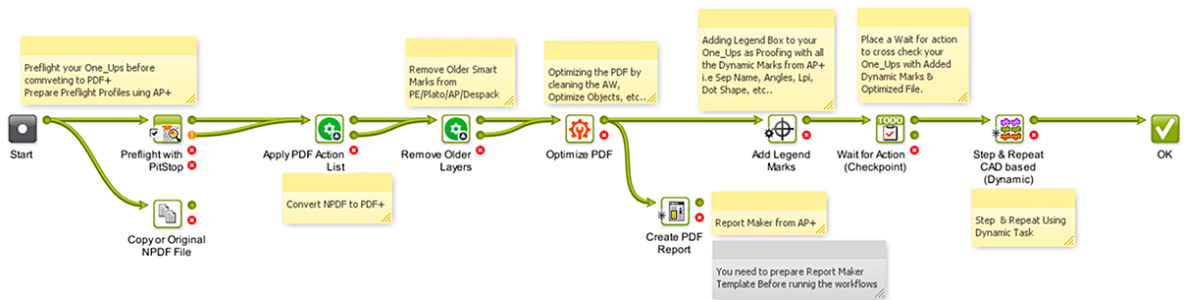 Preflight your One_Ups before
comnveting to PDF+
Prepare Preflight Profiles uing AP+
Remove Older Smart
Marks from
PE/Plato/AP/Despack
Optimizing the PDF by
cleaning the AW,
Optimize Objects, etc..
Adding Legend Box to your
One_Ups as Proofing with all
the Dynamic Marks from AP+
i.e Sep Name, Angles, Lpi,
Dot Shape, etc..
Place a Wait for action
to cross check your
One_Ups with Added
Dynamic Marks &
Optimized File.
Start
Preflight with
PitStop
Apply PDF Action
List
Remove Older
Layers
Optimize PDF
Add Legend
Marks
TODO
Wait for Action
(Checkpoint)
Step & Repeat
CAD based
(Dynamic)
OK
Copy or Original
NPDF File
Convert NPDF to PDF+
Create PDF
Report
Report Maker from AP+
Step & Repeat Using
Dynamic Task
You need to prepare Report Maker
Template Before runnig the workflows